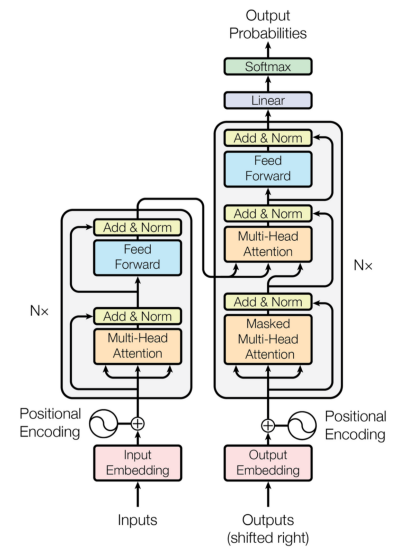 Output
Probabilities
Softmax
Linear
Add & Norm
Feed
Forward
Add & Norm
Multi-Head
Attention
Add & Norm
Masked
Multi-Head
Attention
N×
Add & Norm
Feed
Forward
Add & Norm
Multi-Head
Attention
N×
Positional
Encoding
Positional
Encoding
Input
Embedding
Output
Embedding
Inputs
Outputs
(shifted right)